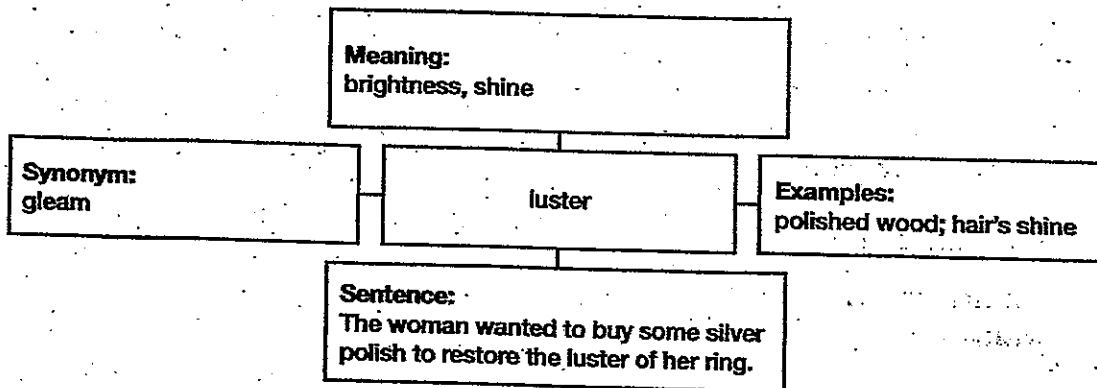 Meaning:
brightness, shine
Synonym:
gleam
luster
Examples:
polished wood; hair's shine
Sentence:
The woman wanted to buy some silver
polish to restore the luster of her ring.